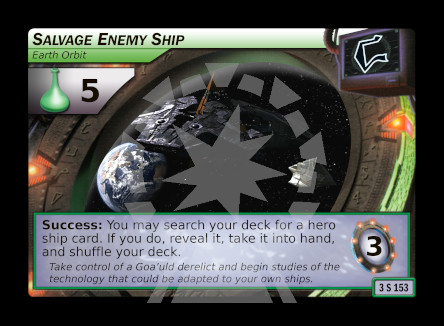 SALVAGE ENEMY SHIP
Earth Orbit
5
Success: You may search your deck for a hero
ship card. If you do, reveal it, take it into hand,
and shuffle your deck.
3
Take control of a Goa'uld derelict and begin studies of the
technology that could be adapted to your own ships.
3 S 153